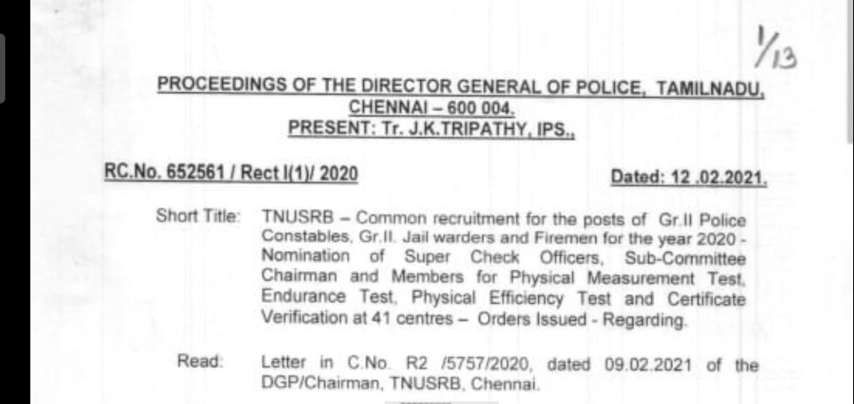 1/13
PROCEEDINGS OF THE DIRECTOR GENERAL OF POLICE, TAMILNADU,
CHENNAI – 600 004.
PRESENT: Tr. J.K.TRIPATHY, IPS.,
RC.No. 652561 / Rect I(1)/ 2020 Dated: 12 .02.2021.
Short Title: TNUSRB – Common recruitment for the posts of Gr.II Police
Constables, Gr.II. Jail warders and Firemen for the year 2020 -
Nomination of Super Check Officers, Sub-Committee
Chairman and Members for Physical Measurement Test,
Endurance Test, Physical Efficiency Test and Certificate
Verification at 41 centres – Orders Issued - Regarding.
Read: Letter in C.No. R2 /5757/2020, dated 09.02.2021 of the
DGP/Chairman, TNUSRB, Chennai.